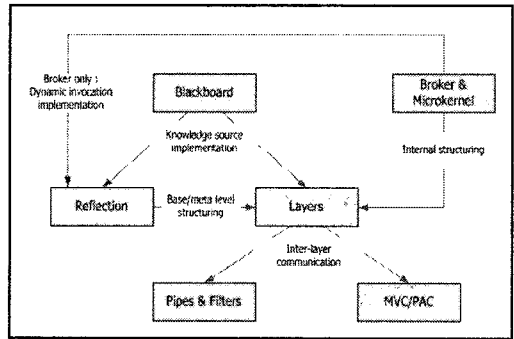 Broker only :
Dynamic invocation
implementation
Blackboard
Broker &
Microkernel
Knowledge source
implementation
Internal structuring
Reflection
Base/meta level
structuring
Layers
Inter-layer
communication
Pipes & Filters
MVC/PAC